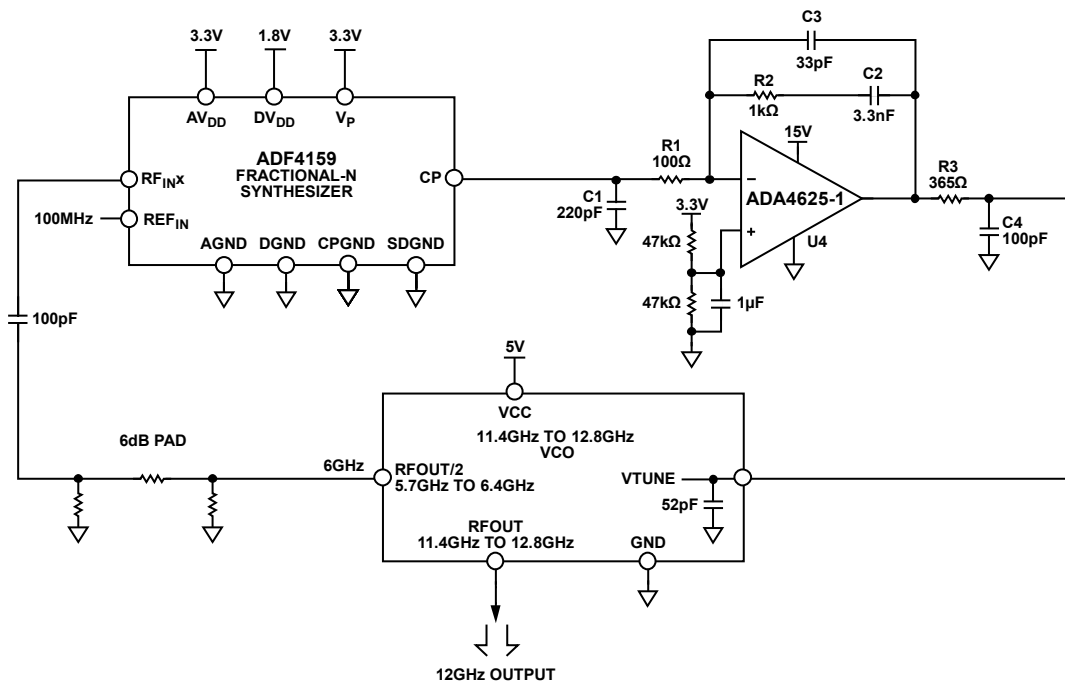 3.3V
1.8V
3.3V
AVDD
DVDD
VP
ADF4159
FRACTIONAL-N
SYNTHESIZER
RFINx
100MHz
REFIN
CP
AGND
DGND
CPGND
SDGND
100pF
C1
220pF
R1
100Ω
C3
33pF
R2
1kΩ
C2
3.3nF
15V
−
ADA4625-1
+
U4
3.3V
47kΩ
47kΩ
1µF
R3
365Ω
C4
100pF
5V
VCC
11.4GHz TO 12.8GHz
VCO
6dB PAD
6GHz
RFOUT/2
5.7GHz TO 6.4GHz
VTUNE
52pF
RFOUT
11.4GHz TO 12.8GHz
GND
12GHz OUTPUT